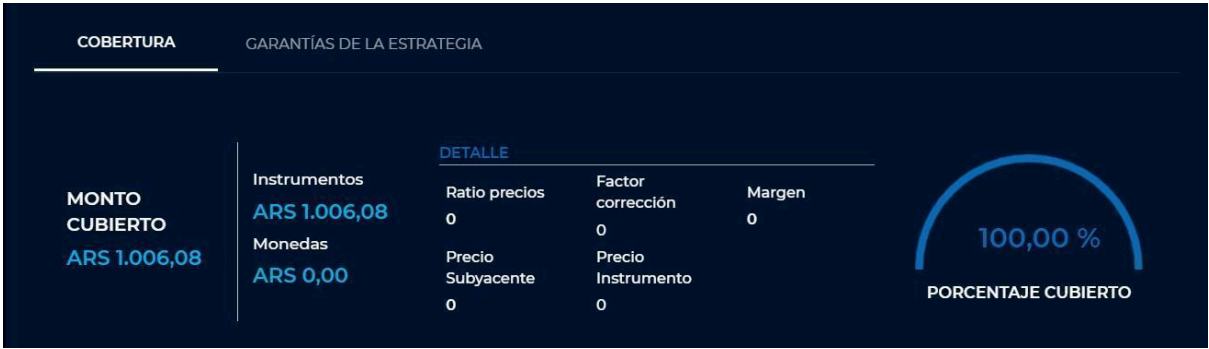 COBERTURA
GARANTÍAS DE LA ESTRATEGIA
MONTO
CUBIERTO
ARS 1.006,08
Instrumentos
ARS 1.006,08
Monedas
ARS 0,00
DETALLE
Ratio precios
0
Factor
corrección
0
Margen
0
Precio
Subyacente
0
Precio
Instrumento
0
100,00 %
PORCENTAJE CUBIERTO